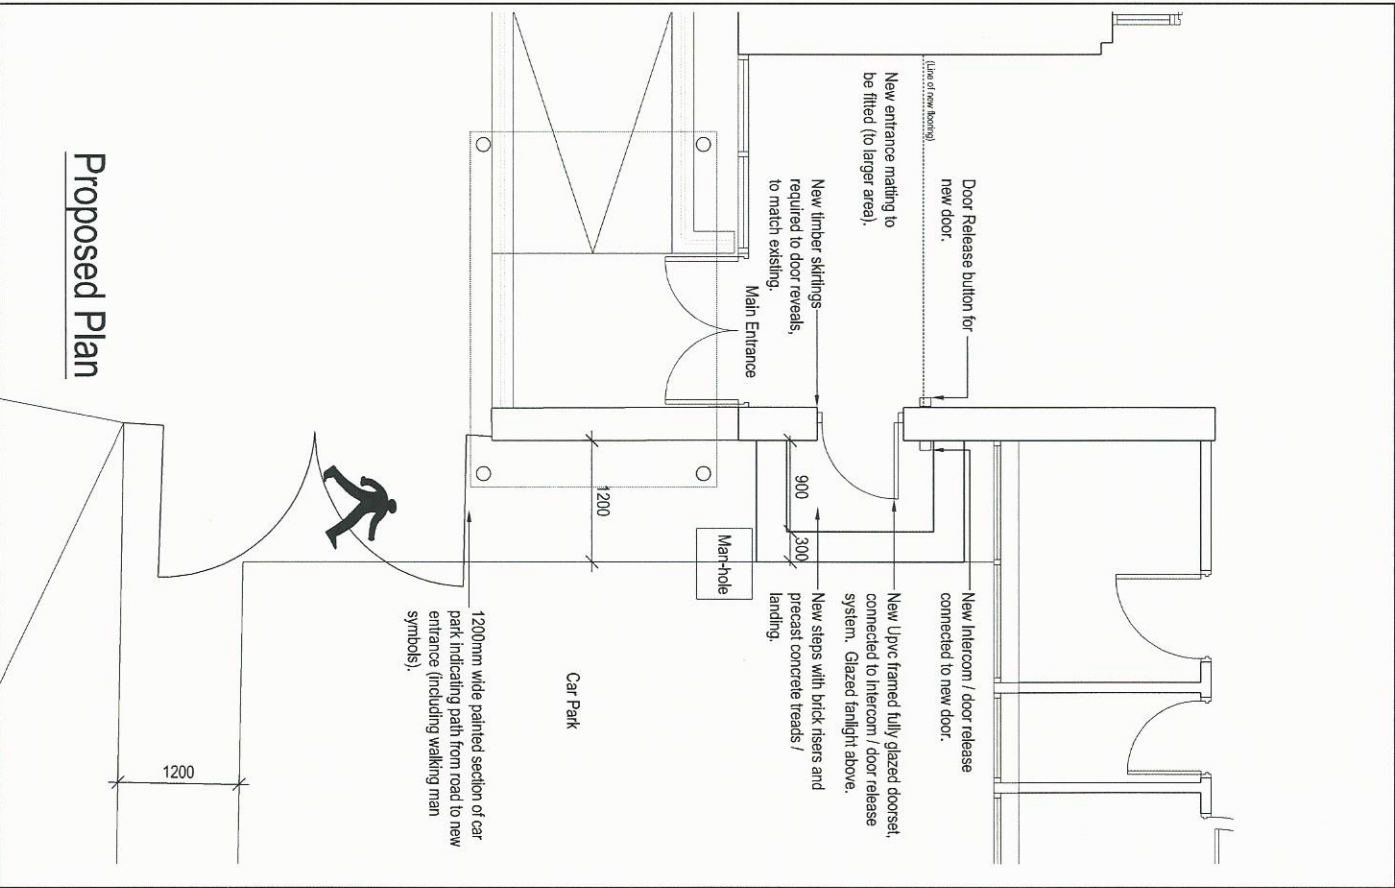 (Line of new flooring)
Door Release button for
new door.
New entrance matting to
be fitted (to larger area).
New timber skirtings
required to door reveals,
to match existing.
Main Entrance
New Intercom / door release
connected to new door.
New Upvc framed fully glazed doorset,
connected to intercom / door release
system. Glazed fanlight above.
New steps with brick risers and
precast concrete treads /
landing.
900
300
Man-hole
1200
Car Park
1200mm wide painted section of car
park indicating path from road to new
entrance (including walking man
symbols).
1200
Proposed Plan